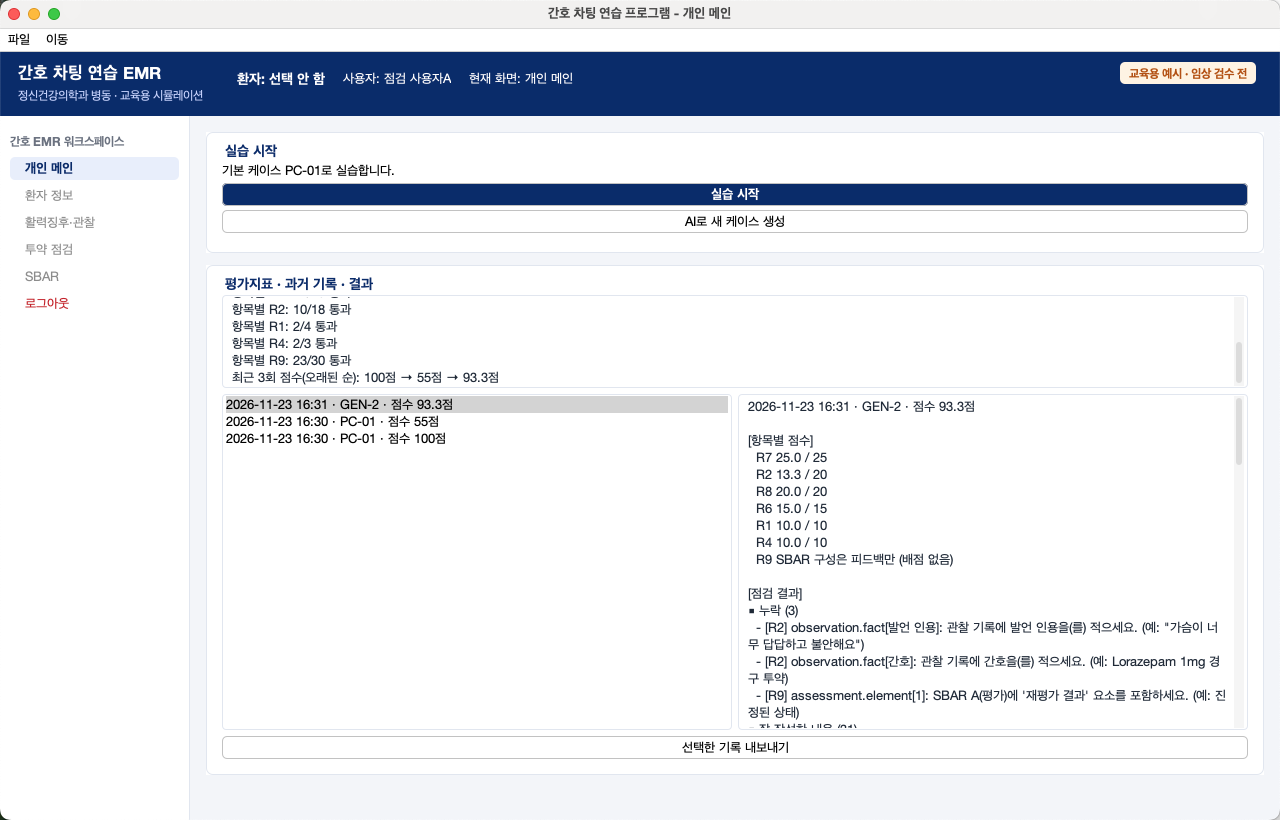 간호 차팅 연습 프로그램 - 개인 메인
파일 이동
간호 차팅 연습 EMR
정신건강의학과 병동 · 교육용 시뮬레이션
환자: 선택 안 함 사용자: 점검 사용자A 현재 화면: 개인 메인
교육용 예시 · 임상 검수 전
간호 EMR 워크스페이스
개인 메인
환자 정보
활력징후·관찰
투약 점검
SBAR
로그아웃
실습 시작
기본 케이스 PC-01로 실습합니다.
실습 시작
AI로 새 케이스 생성
평가지표 · 과거 기록 · 결과
항목별 R2: 10/18 통과
항목별 R1: 2/4 통과
항목별 R4: 2/3 통과
항목별 R9: 23/30 통과
최근 3회 점수(오래된 순): 100점 → 55점 → 93.3점
2026-11-23 16:31 · GEN-2 · 점수 93.3점
2026-11-23 16:30 · PC-01 · 점수 55점
2026-11-23 16:30 · PC-01 · 점수 100점
2026-11-23 16:31 · GEN-2 · 점수 93.3점
[항목별 점수]
R7 25.0 / 25
R2 13.3 / 20
R8 20.0 / 20
R6 15.0 / 15
R1 10.0 / 10
R4 10.0 / 10
R9 SBAR 구성은 피드백만 (배점 없음)
[점검 결과]
▪ 누락 (3)
- [R2] observation.fact[발언 인용]: 관찰 기록에 발언 인용을(를) 적으세요. (예: "가슴이 너
무 답답하고 불안해요")
- [R2] observation.fact[간호]: 관찰 기록에 간호을(를) 적으세요. (예: Lorazepam 1mg 경
구 투약)
- [R9] assessment.element[1]: SBAR A(평가)에 '재평가 결과' 요소를 포함하세요. (예: 진
정된 상태)
선택한 기록 내보내기